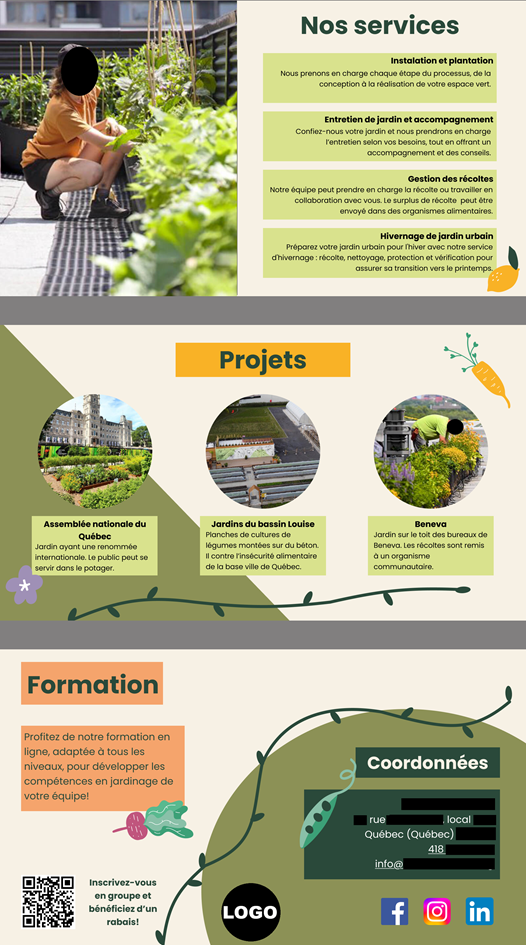 Nos services
Instalation et plantation
Nous prenons en charge chaque étape du processus, de la
conception à la réalisation de votre espace vert.
Entretien de jardin et accompagnement
Confiez-nous votre jardin et nous prendrons en charge
l'entretien selon vos besoins, tout en offrant un
accompagnement et des conseils.
Gestion des récoltes
Notre équipe peut prendre en charge la récolte ou travailler en
collaboration avec vous. Le surplus de récolte peut être
envoyé dans des organismes alimentaires.
Hivernage de jardin urbain
Préparez votre jardin urbain pour l'hiver avec notre service
d'hivernage : récolte, nettoyage, protection et vérification pour
assurer sa transition vers le printemps.
Projets
Assemblée nationale du
Québec
Jardin ayant une renommée
internationale. Le public peut se
servir dans le potager.
Jardins du bassin Louise
Planches de cultures de
légumes montées sur du béton.
Il contre l'insécurité alimentaire
de la base ville de Québec.
Beneva
Jardin sur le toit des bureaux de
Beneva. Les récoltes sont remis
à un organisme
communautaire.
Formation
Profitez de notre formation en
ligne, adaptée à tous les
niveaux, pour développer les
compétences en jardinage de
votre équipe!
Coordonnées
rue , local
Québec (Québec)
418
info@
Inscrivez-vous
en groupe et
bénéficiez d'un
rabais!
LOGO